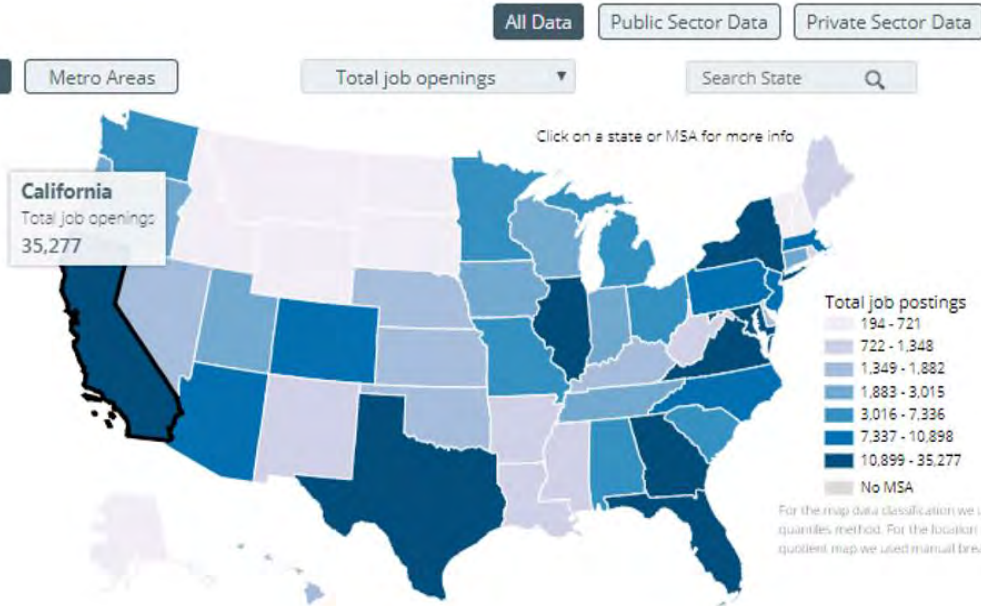 All Data
Public Sector Data
Private Sector Data
Metro Areas
Total job openings
Search State
Click on a state or MSA for more info
California
Total job openings
35,277
Total job postings
194 - 721
722 - 1,348
1,349 - 1,882
1,883 - 3,015
3,016 - 7,336
7,337 - 10,898
10,899 - 35,277
No MSA
For the map data classification we
quantiles method. For the location
quotient map we used manual